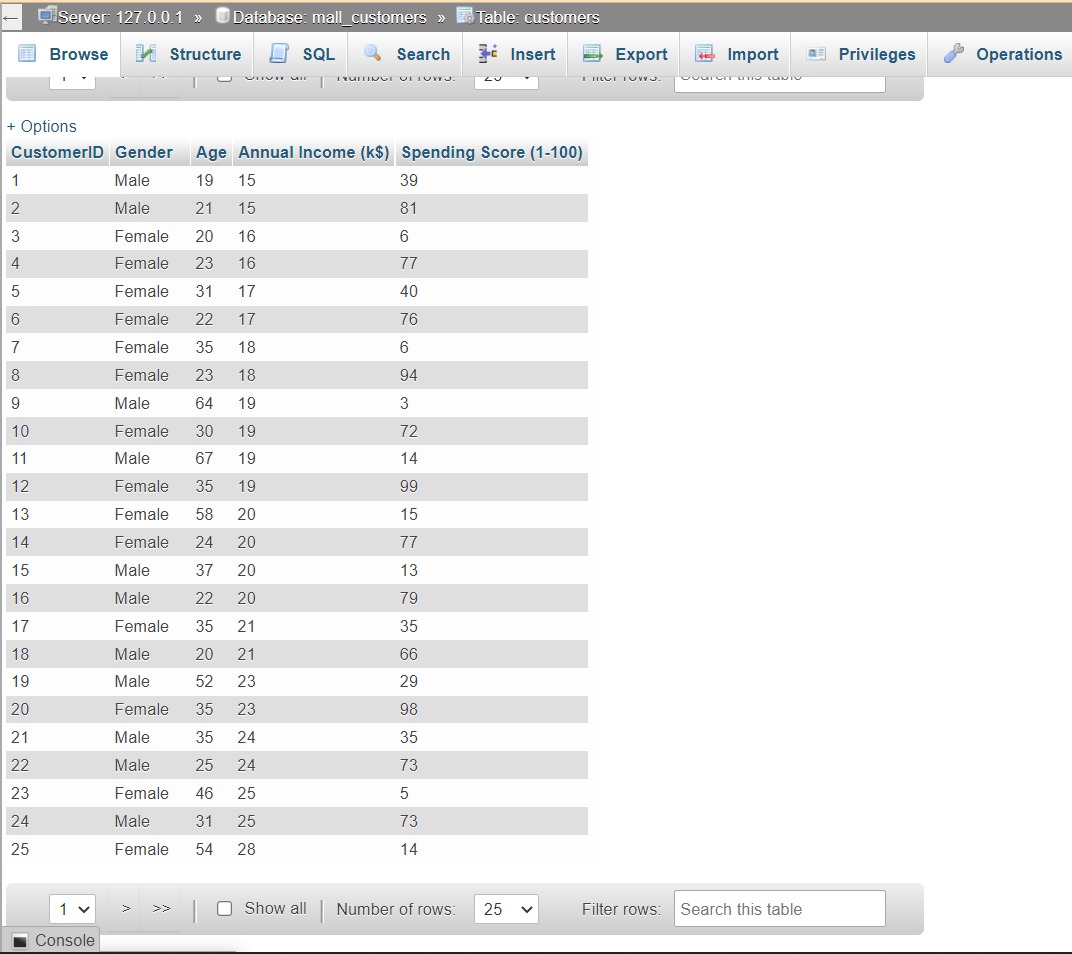 ← Server: 127.0.0.1 » Database: mall_customers » Table: customers
Browse Structure SQL Search Insert Export Import Privileges Operations
1 > >> Show all Number of rows: 25 Filter rows: Search this table
+ Options
CustomerID Gender Age Annual Income (k$) Spending Score (1-100)
1 Male 19 15 39
2 Male 21 15 81
3 Female 20 16 6
4 Female 23 16 77
5 Female 31 17 40
6 Female 22 17 76
7 Female 35 18 6
8 Female 23 18 94
9 Male 64 19 3
10 Female 30 19 72
11 Male 67 19 14
12 Female 35 19 99
13 Female 58 20 15
14 Female 24 20 77
15 Male 37 20 13
16 Male 22 20 79
17 Female 35 21 35
18 Male 20 21 66
19 Male 52 23 29
20 Female 35 23 98
21 Male 35 24 35
22 Male 25 24 73
23 Female 46 25 5
24 Male 31 25 73
25 Female 54 28 14
1 > >> Show all Number of rows: 25 Filter rows: Search this table
Console